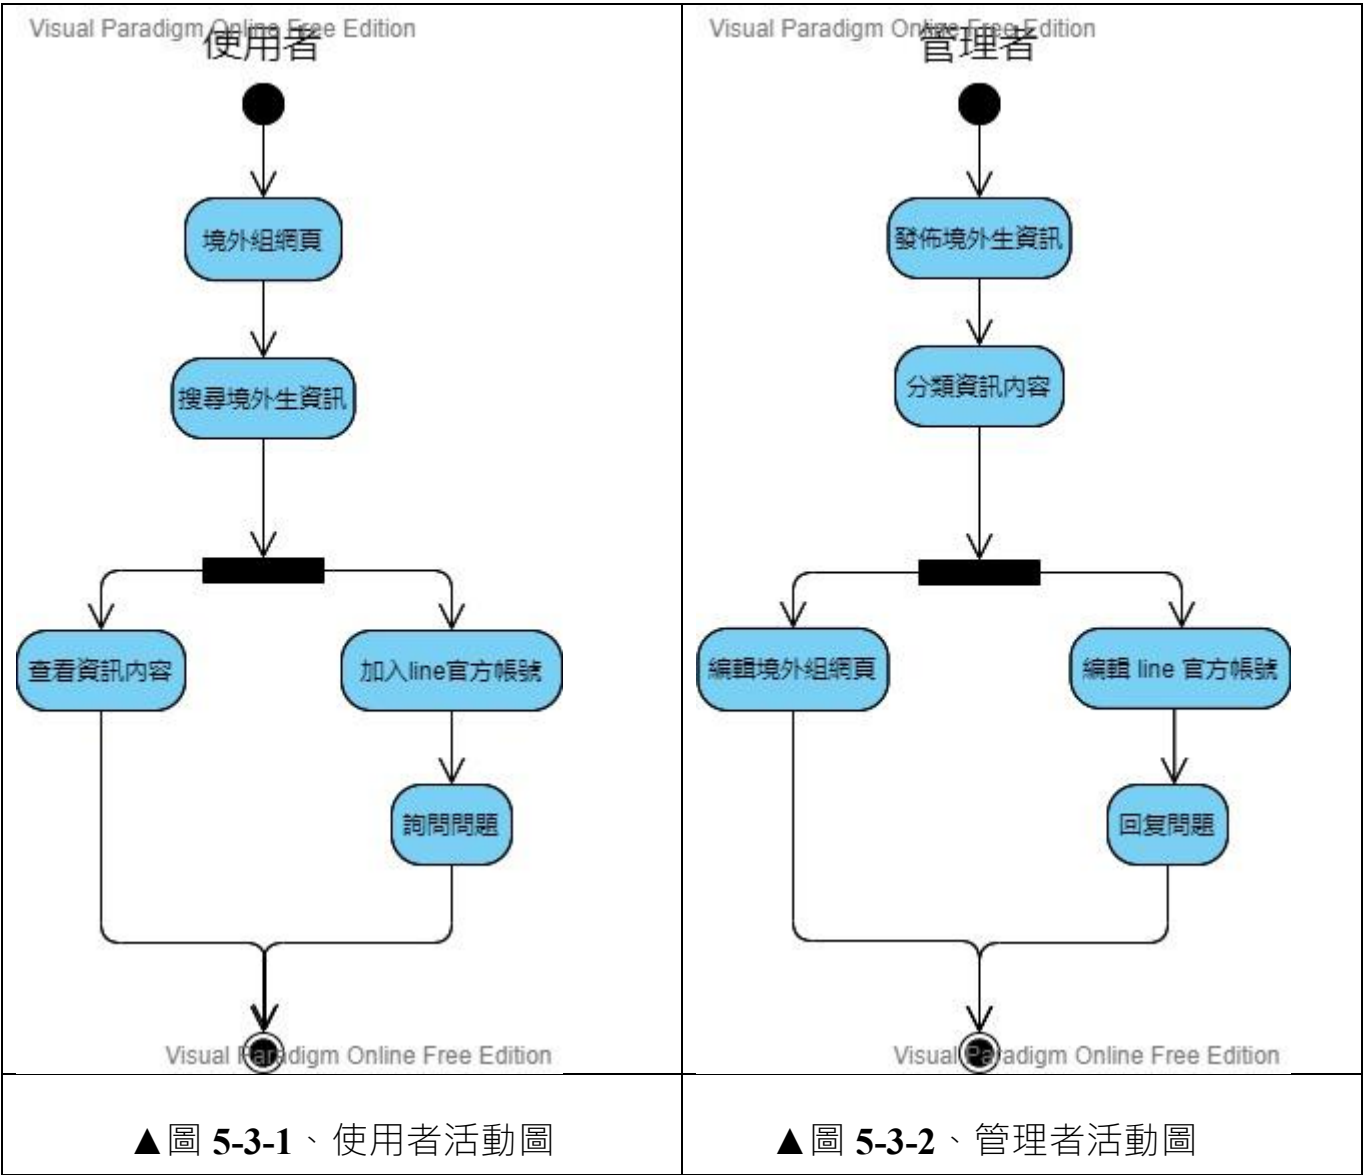 Visual Paradigm Online Free Edition
使用者
境外组網頁
搜尋境外生資訊
查看資訊內容
加入line官方帳號
詢問問題
Visual Paradigm Online Free Edition
▲圖 5-3-1、使用者活動圖
Visual Paradigm Online Free Edition
管理者
發佈境外生資訊
分類資訊內容
編輯境外组網頁
編輯 line 官方帳號
回复問題
Visual Paradigm Online Free Edition
▲圖 5-3-2、管理者活動圖